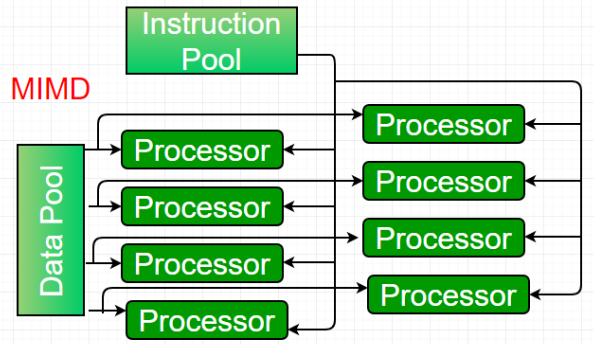 Instruction
Pool
MIMD
Processor
Processor
Data Pool
Processor
Processor
Processor
Processor
Processor
Processor